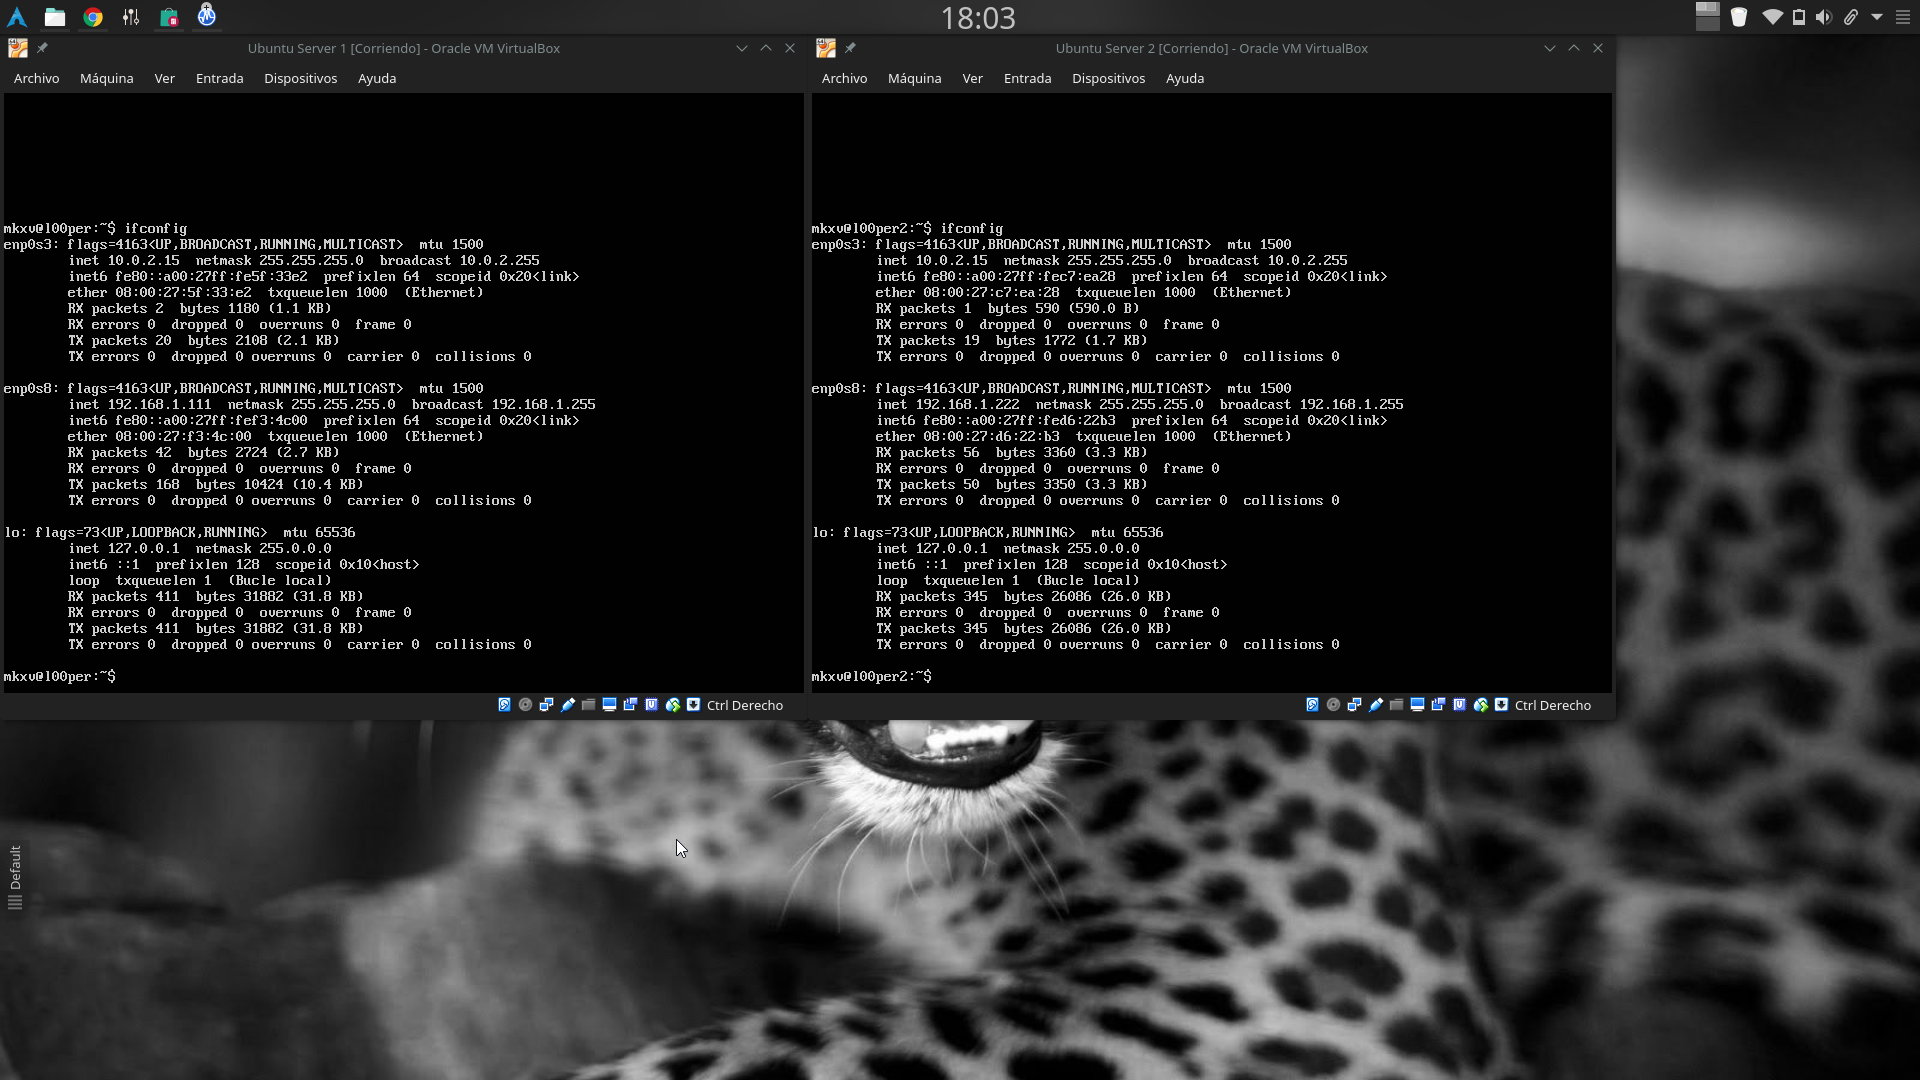 18:03
Ubuntu Server 1 [Corriendo] - Oracle VM VirtualBox
Archivo Máquina Ver Entrada Dispositivos Ayuda
mkxv@l00per:~$ ifconfig
enp0s3: flags=4163<UP,BROADCAST,RUNNING,MULTICAST>  mtu 1500
        inet 10.0.2.15  netmask 255.255.255.0  broadcast 10.0.2.255
        inet6 fe80::a00:27ff:fe5f:33e2  prefixlen 64  scopeid 0x20<link>
        ether 08:00:27:5f:33:e2  txqueuelen 1000  (Ethernet)
        RX packets 2  bytes 1180 (1.1 KB)
        RX errors 0  dropped 0  overruns 0  frame 0
        TX packets 20  bytes 2108 (2.1 KB)
        TX errors 0  dropped 0 overruns 0  carrier 0  collisions 0
enp0s8: flags=4163<UP,BROADCAST,RUNNING,MULTICAST>  mtu 1500
        inet 192.168.1.111  netmask 255.255.255.0  broadcast 192.168.1.255
        inet6 fe80::a00:27ff:fef3:4c00  prefixlen 64  scopeid 0x20<link>
        ether 08:00:27:f3:4c:00  txqueuelen 1000  (Ethernet)
        RX packets 42  bytes 2724 (2.7 KB)
        RX errors 0  dropped 0  overruns 0  frame 0
        TX packets 168  bytes 10424 (10.4 KB)
        TX errors 0  dropped 0 overruns 0  carrier 0  collisions 0
lo: flags=73<UP,LOOPBACK,RUNNING>  mtu 65536
        inet 127.0.0.1  netmask 255.0.0.0
        inet6 ::1  prefixlen 128  scopeid 0x10<host>
        loop  txqueuelen 1  (Bucle local)
        RX packets 411  bytes 31882 (31.8 KB)
        RX errors 0  dropped 0  overruns 0  frame 0
        TX packets 411  bytes 31882 (31.8 KB)
        TX errors 0  dropped 0 overruns 0  carrier 0  collisions 0
mkxv@l00per:~$
Ctrl Derecho
Ubuntu Server 2 [Corriendo] - Oracle VM VirtualBox
Archivo Máquina Ver Entrada Dispositivos Ayuda
mkxv@l00per2:~$ ifconfig
enp0s3: flags=4163<UP,BROADCAST,RUNNING,MULTICAST>  mtu 1500
        inet 10.0.2.15  netmask 255.255.255.0  broadcast 10.0.2.255
        inet6 fe80::a00:27ff:fec7:ea28  prefixlen 64  scopeid 0x20<link>
        ether 08:00:27:c7:ea:28  txqueuelen 1000  (Ethernet)
        RX packets 1  bytes 590 (590.0 B)
        RX errors 0  dropped 0  overruns 0  frame 0
        TX packets 19  bytes 1772 (1.7 KB)
        TX errors 0  dropped 0 overruns 0  carrier 0  collisions 0
enp0s8: flags=4163<UP,BROADCAST,RUNNING,MULTICAST>  mtu 1500
        inet 192.168.1.222  netmask 255.255.255.0  broadcast 192.168.1.255
        inet6 fe80::a00:27ff:fed6:22b3  prefixlen 64  scopeid 0x20<link>
        ether 08:00:27:d6:22:b3  txqueuelen 1000  (Ethernet)
        RX packets 56  bytes 3360 (3.3 KB)
        RX errors 0  dropped 0  overruns 0  frame 0
        TX packets 50  bytes 3350 (3.3 KB)
        TX errors 0  dropped 0 overruns 0  carrier 0  collisions 0
lo: flags=73<UP,LOOPBACK,RUNNING>  mtu 65536
        inet 127.0.0.1  netmask 255.0.0.0
        inet6 ::1  prefixlen 128  scopeid 0x10<host>
        loop  txqueuelen 1  (Bucle local)
        RX packets 345  bytes 26086 (26.0 KB)
        RX errors 0  dropped 0  overruns 0  frame 0
        TX packets 345  bytes 26086 (26.0 KB)
        TX errors 0  dropped 0 overruns 0  carrier 0  collisions 0
mkxv@l00per2:~$
Ctrl Derecho
Default